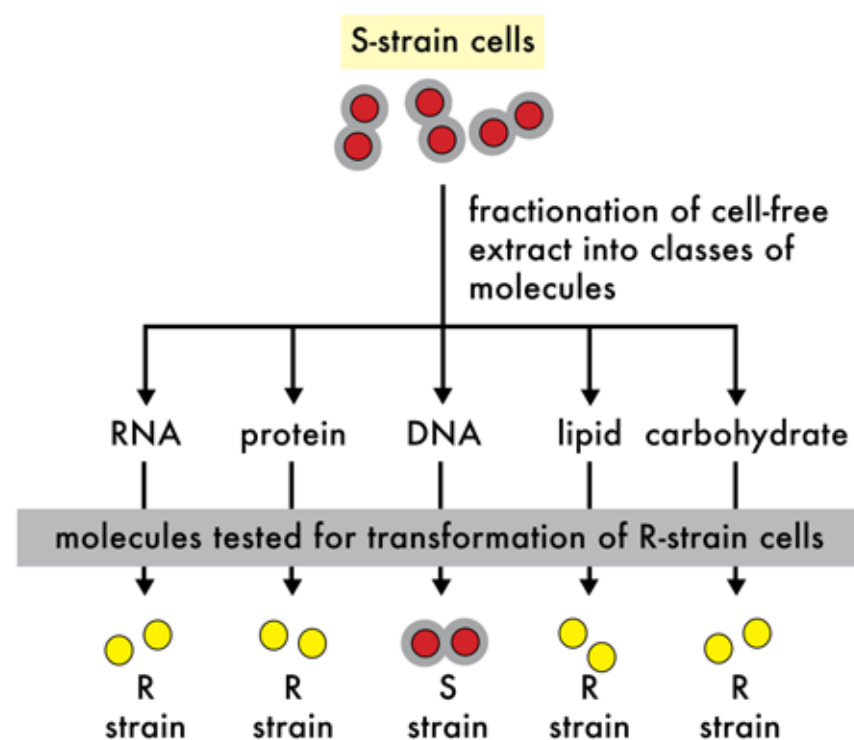 S-strain cells
fractionation of cell-free
extract into classes of
molecules
RNA protein DNA lipid carbohydrate
molecules tested for transformation of R-strain cells
R R S R R
strain strain strain strain strain